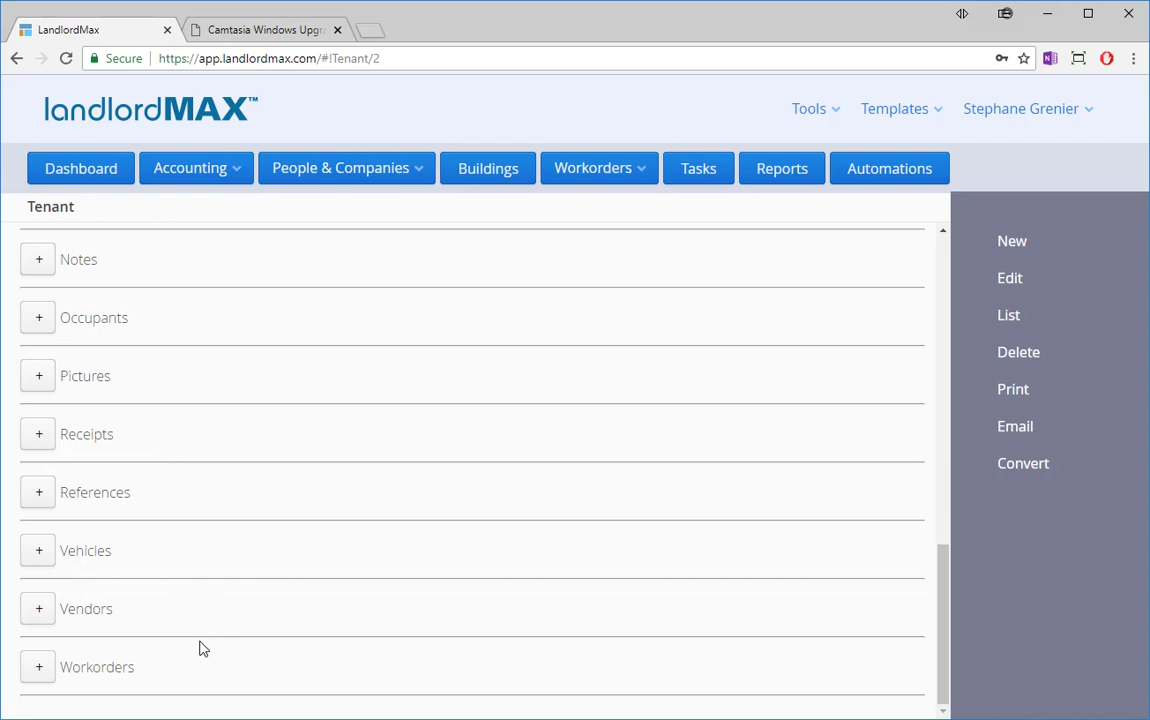 LandlordMax
Camtasia Windows Upgr
Secure
https://app.landlordmax.com/#!Tenant/2
landlordMAX™
Tools
Templates
Stephane Grenier
Dashboard
Accounting
People & Companies
Buildings
Workorders
Tasks
Reports
Automations
Tenant
+ Notes
+ Occupants
+ Pictures
+ Receipts
+ References
+ Vehicles
+ Vendors
+ Workorders
New
Edit
List
Delete
Print
Email
Convert